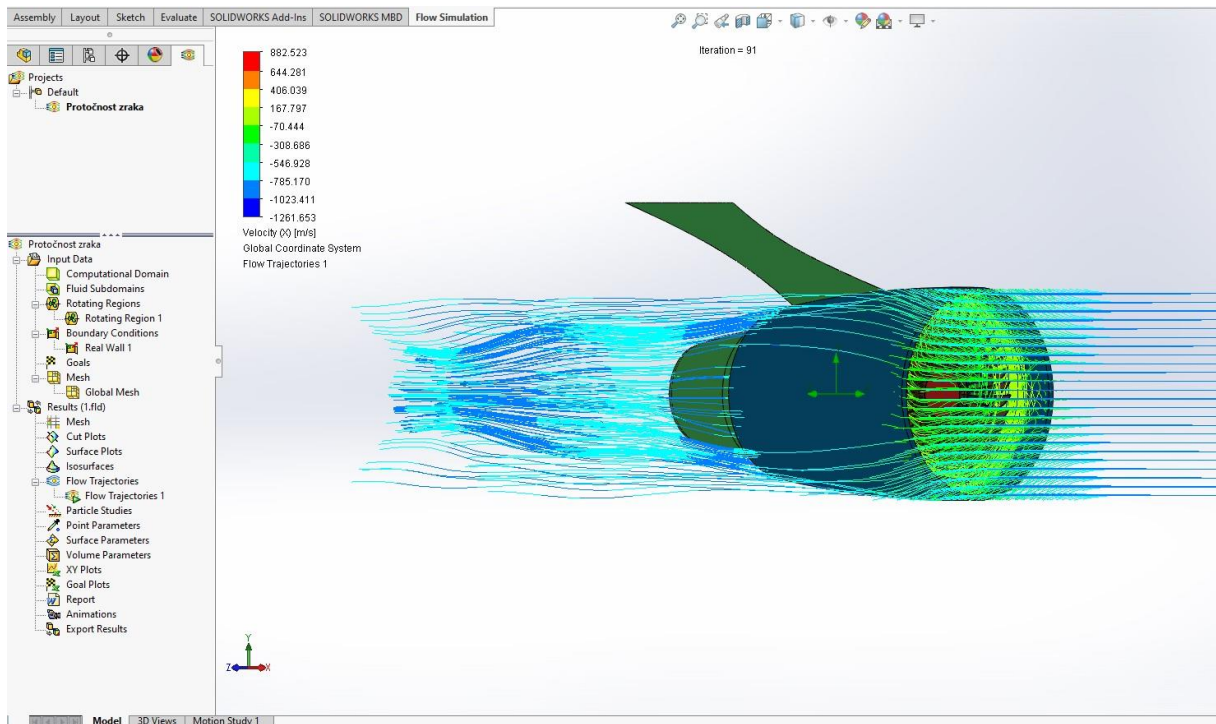 Assembly Layout Sketch Evaluate SOLIDWORKS Add-Ins SOLIDWORKS MBD Flow Simulation
Projects
Default
Protočnost zraka
Protočnost zraka
Input Data
Computational Domain
Fluid Subdomains
Rotating Regions
Rotating Region 1
Boundary Conditions
Real Wall 1
Goals
Mesh
Global Mesh
Results (1.fld)
Mesh
Cut Plots
Surface Plots
Isosurfaces
Flow Trajectories
Flow Trajectories 1
Particle Studies
Point Parameters
Surface Parameters
Volume Parameters
XY Plots
Goal Plots
Report
Animations
Export Results
Iteration = 91
882.523
644.281
406.039
167.797
-70.444
-308.686
-546.928
-785.170
-1023.411
-1261.653
Velocity (X) [m/s]
Global Coordinate System
Flow Trajectories 1
Y
Z X
Model 3D Views Motion Study 1